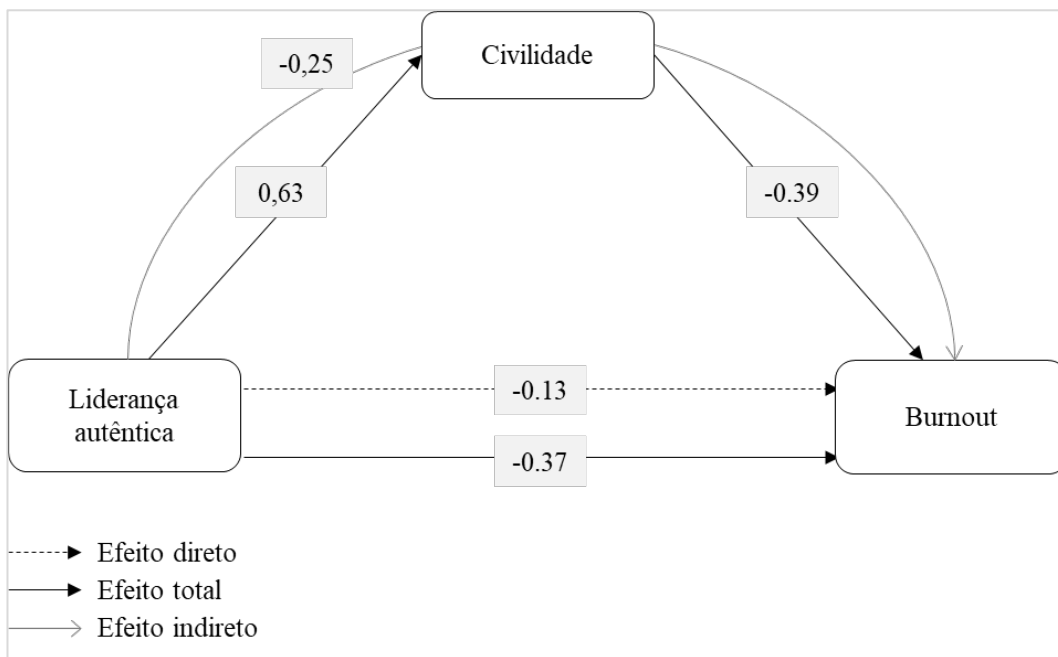 Civilidade
-0,25
0,63
-0.39
Liderança
autêntica
-0.13
Burnout
-0.37
Efeito direto
Efeito total
Efeito indireto